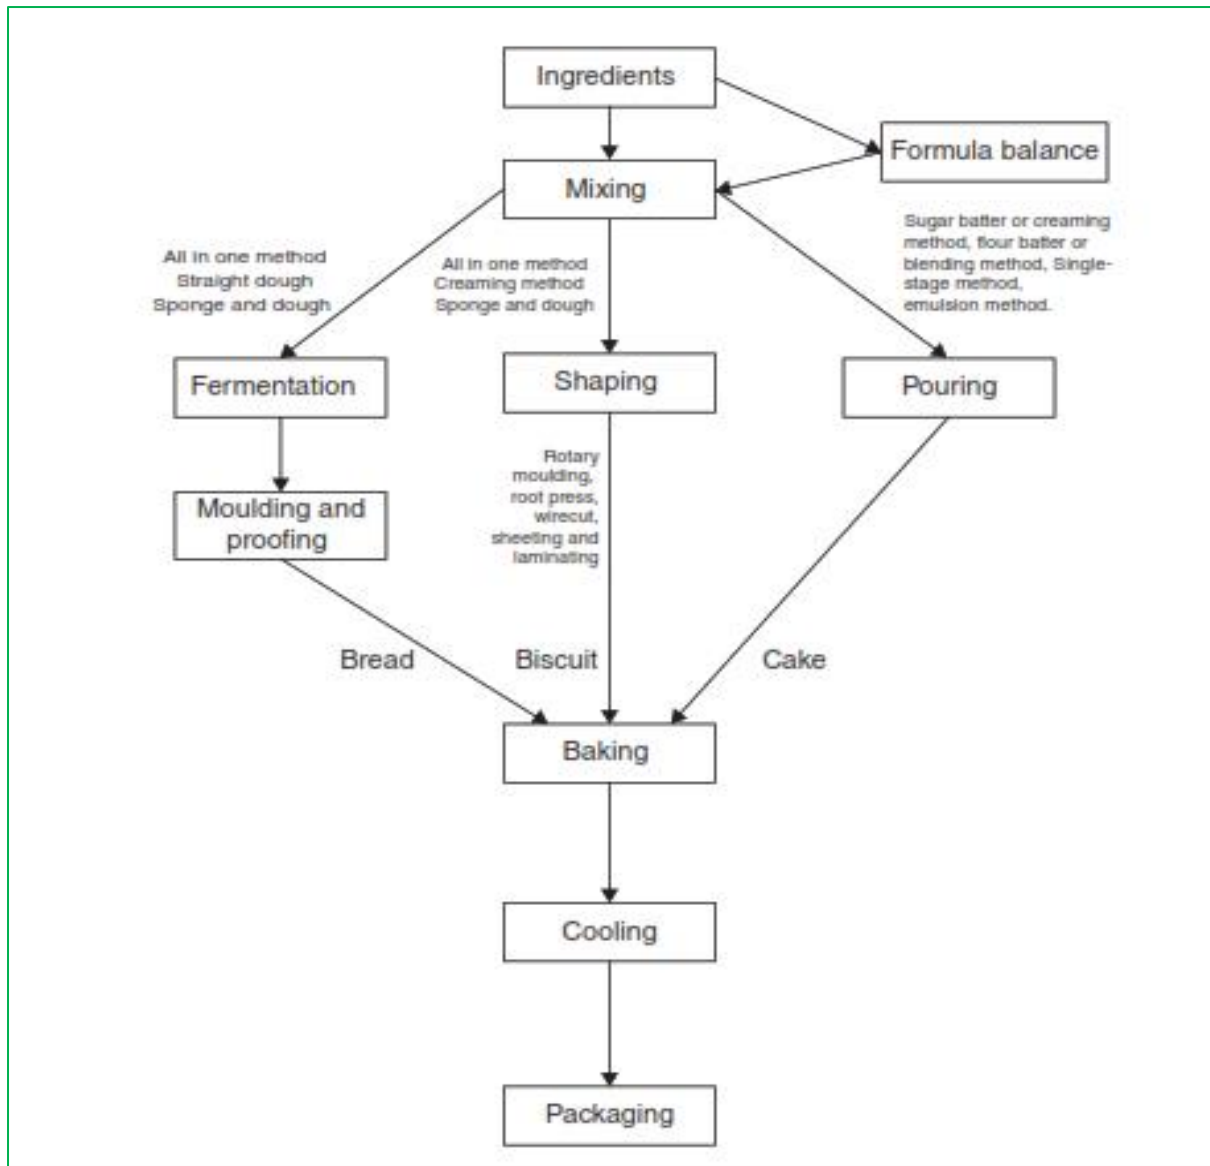 Ingredients
Formula balance
Mixing
All in one method
Straight dough
Sponge and dough
All in one method
Creaming method
Sponge and dough
Sugar batter or creaming
method, flour batter or
blending method, Single-
stage method,
emulsion method.
Fermentation
Shaping
Pouring
Rotary
moulding,
root press,
wirecut,
sheeting and
laminating
Moulding and
proofing
Bread
Biscuit
Cake
Baking
Cooling
Packaging